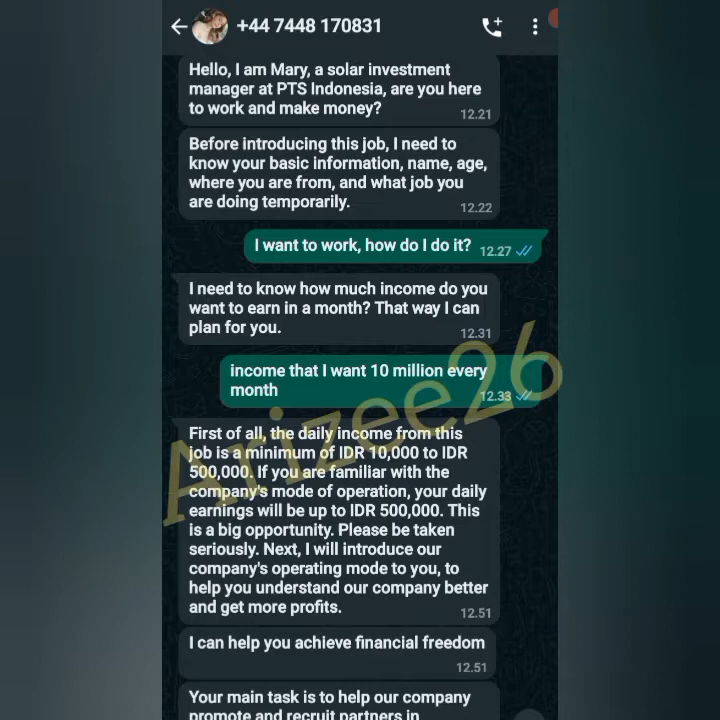 +44 7448 170831
Hello, I am Mary, a solar investment
manager at PTS Indonesia, are you here
to work and make money?
12.21
Before introducing this job, I need to
know your basic information, name, age,
where you are from, and what job you
are doing temporarily.
12.22
I want to work, how do I do it?
12.27
I need to know how much income do you
want to earn in a month? That way I can
plan for you.
12.31
income that I want 10 million every
month
12.33
First of all, the daily income from this
job is a minimum of IDR 10,000 to IDR
500,000. If you are familiar with the
company's mode of operation, your daily
earnings will be up to IDR 500,000. This
is a big opportunity. Please be taken
seriously. Next, I will introduce our
company's operating mode to you, to
help you understand our company better
and get more profits.
12.51
I can help you achieve financial freedom
12.51
Your main task is to help our company
promote and recruit partners in
Arizee26